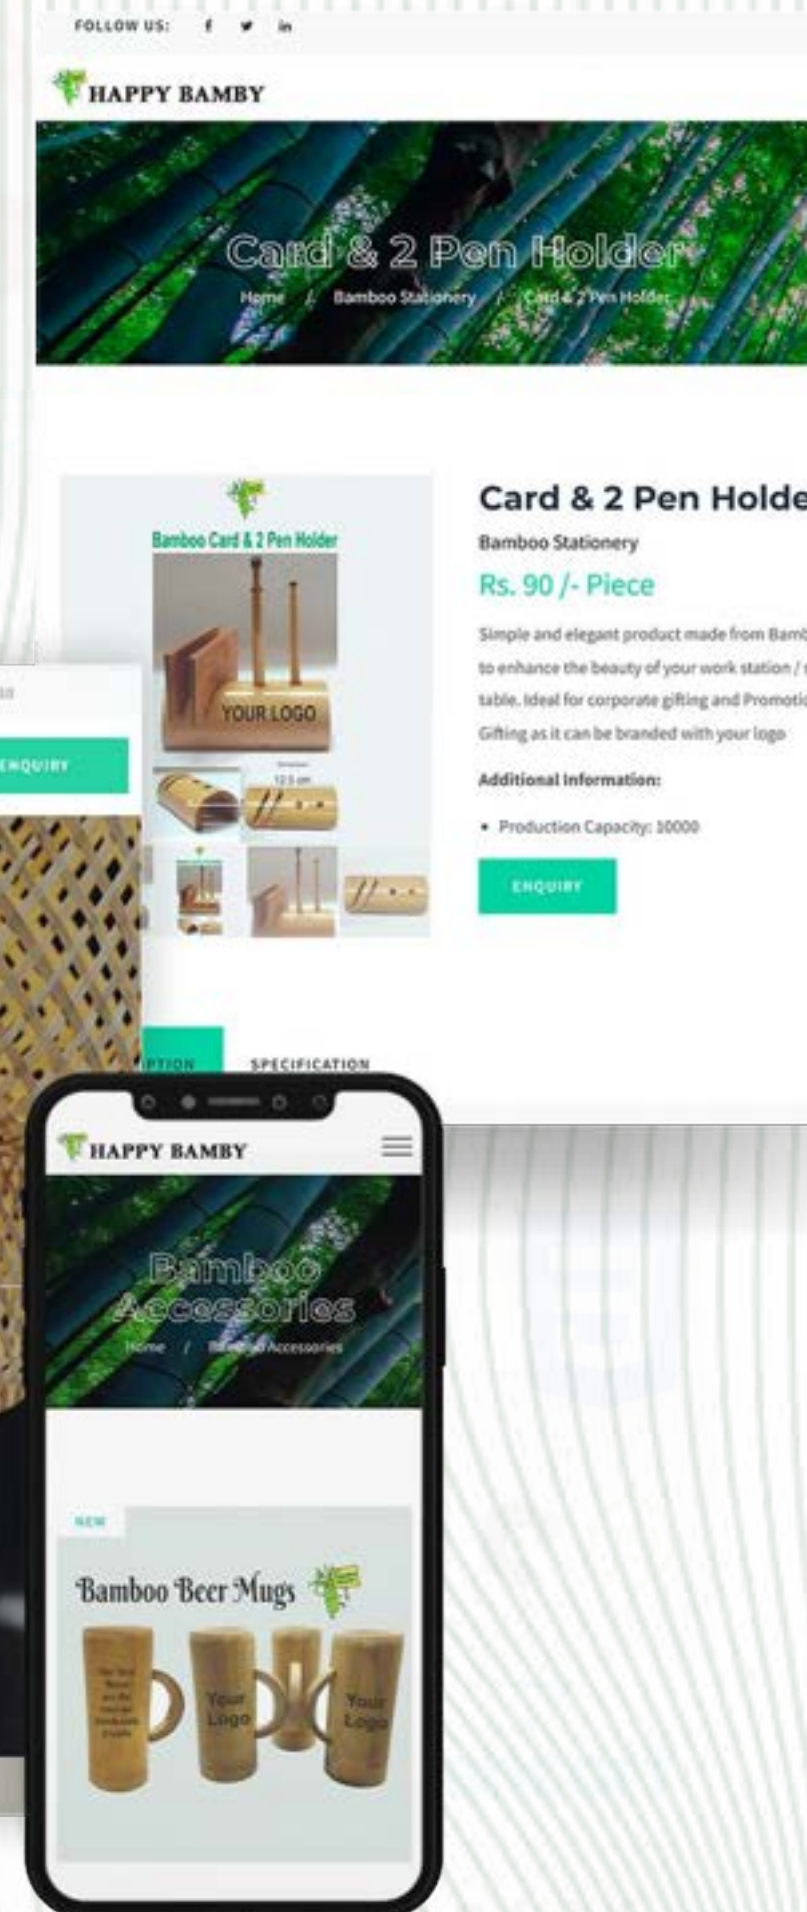 FOLLOW US:
HAPPY BAMBY
Card & 2 Pen Holder
Home / Bamboo Stationery / Card & 2 Pen Holder
Bamboo Card & 2 Pen Holder
YOUR LOGO
12.5 cm
Card & 2 Pen Holde
Bamboo Stationery
Rs. 90 /- Piece
Simple and elegant product made from Bamb
to enhance the beauty of your work station /
table. Ideal for corporate gifting and Promotio
Gifting as it can be branded with your logo
Additional Information:
• Production Capacity: 10000
ENQUIRY
ENQUIRY
IPTION
SPECIFICATION
HAPPY BAMBY
Bamboo
Accessories
Home / Bamboo Accessories
NEW
Bamboo Beer Mugs
Your
Logo
Your
Logo